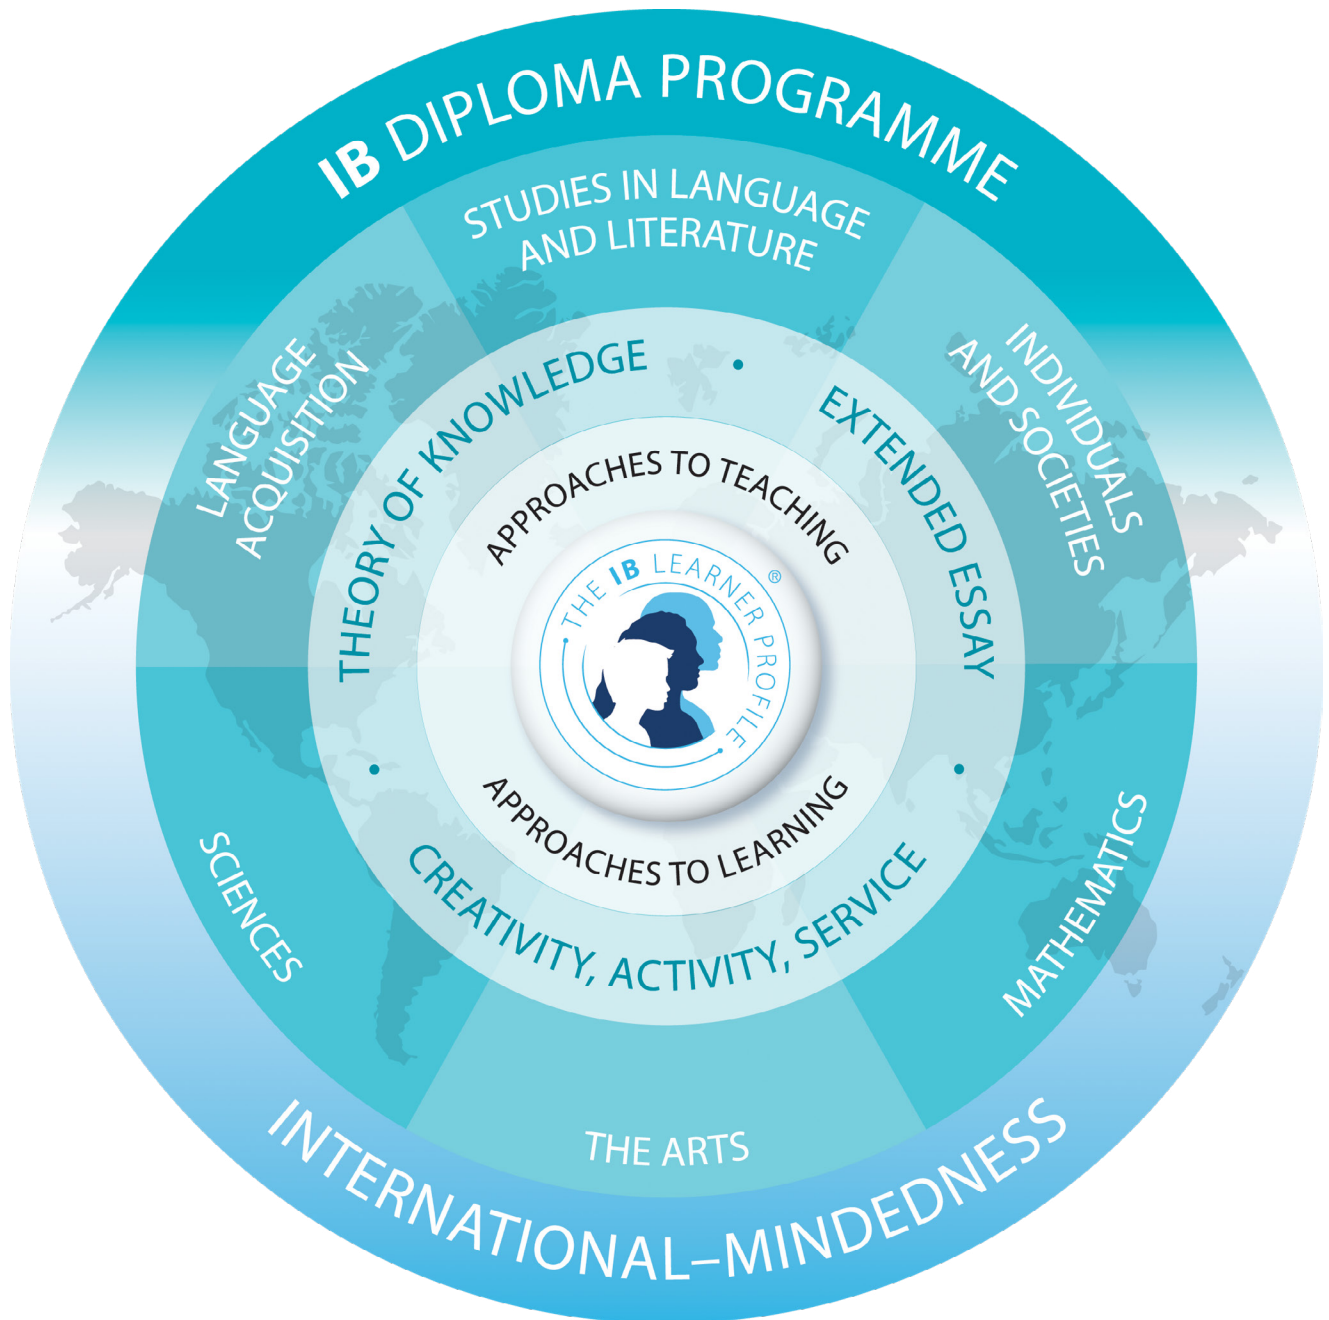 IB DIPLOMA PROGRAMME
STUDIES IN LANGUAGE
AND LITERATURE
LANGUAGE
ACQUISITION
INDIVIDUALS
AND SOCIETIES
THEORY OF KNOWLEDGE
•
EXTENDED ESSAY
APPROACHES TO TEACHING
• THE IB LEARNER PROFILE •
®
APPROACHES TO LEARNING
•
CREATIVITY, ACTIVITY, SERVICE
•
SCIENCES
MATHEMATICS
THE ARTS
INTERNATIONAL–MINDEDNESS